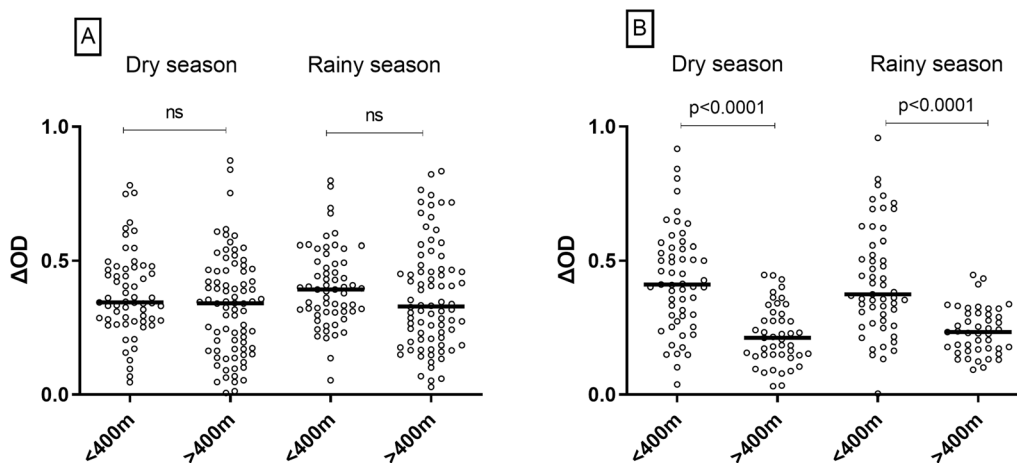 A
Dry season
Rainy season
ns
ns
1.0
0.5
0.0
ΔOD
<400m
>400m
<400m
>400m
B
Dry season
Rainy season
p<0.0001
p<0.0001
1.0
0.5
0.0
ΔOD
<400m
>400m
<400m
>400m